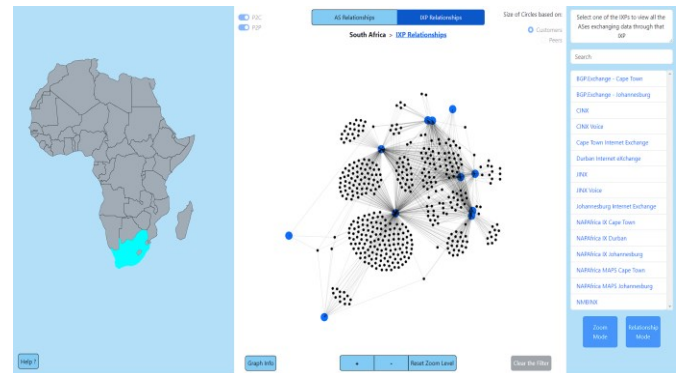 P2C
P2P
AS Relationships
IXP Relationships
South Africa > IXP Relationships
Size of Circles based on:
Customers
Peers
Select one of the IXPs to view all the
ASes exchanging data through that
IXP
Search
BGP.Exchange - Cape Town
BGP.Exchange - Johannesburg
CINX
CINX Voice
Cape Town Internet Exchange
Durban Internet eXchange
JINX
JINX Voice
Johannesburg Internet Exchange
NAPAfrica IX Cape Town
NAPAfrica IX Durban
NAPAfrica IX Johannesburg
NAPAfrica MAPS Cape Town
NAPAfrica MAPS Johannesburg
NMBINX
Zoom
Mode
Relationship
Mode
Help ?
Graph Info
+
-
Reset Zoom Level
Clear the Filter